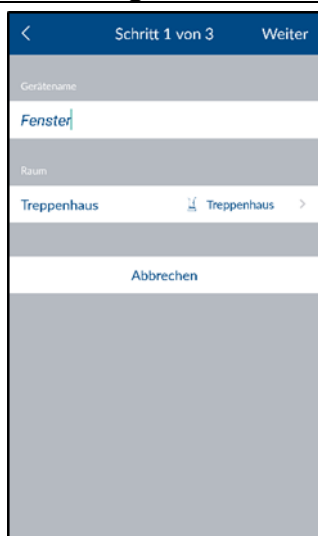 Schritt 1 von 3 Weiter
Gerätename
Fenster
Raum
Treppenhaus Treppenhaus
Abbrechen